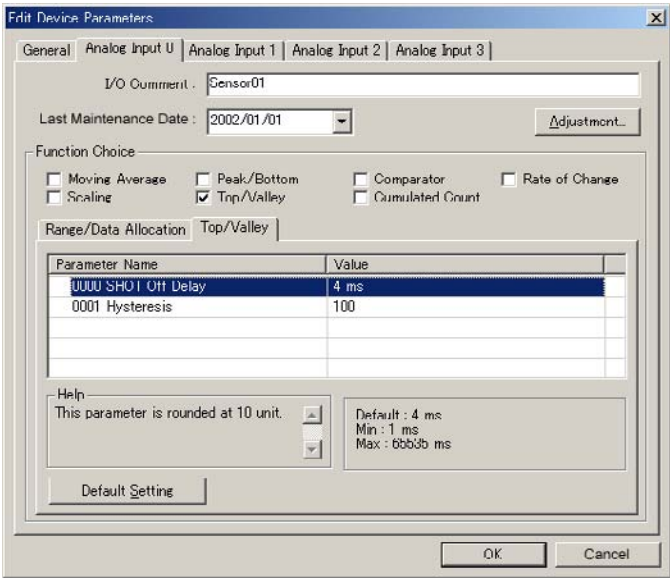 Edit Device Parameters
General Analog Input 0 Analog Input 1 Analog Input 2 Analog Input 3
I/O Comment : Sensor01
Last Maintenance Date : 2002/01/01 Adjustment...
Function Choice
Moving Average Peak/Bottom Comparator Rate of Change
Scaling Top/Valley Cumulated Count
Range/Data Allocation Top/Valley
Parameter Name Value
0000 SHOT Off Delay 4 ms
0001 Hysteresis 100
Help
This parameter is rounded at 10 unit.
Default : 4 ms
Min : 1 ms
Max : 65535 ms
Default Setting
OK Cancel